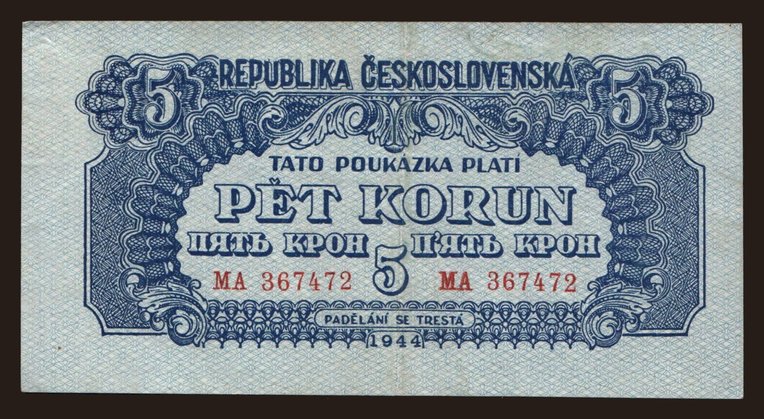 5 REPUBLIKA ČESKOSLOVENSKÁ 5
TATO POUKÁZKA PLATÍ
PĚT KORUN
ПЯТЬ КРОН П'ЯТЬ КРОН
MA 367472 5 MA 367472
PADĚLÁNÍ SE TRESTÁ
1944